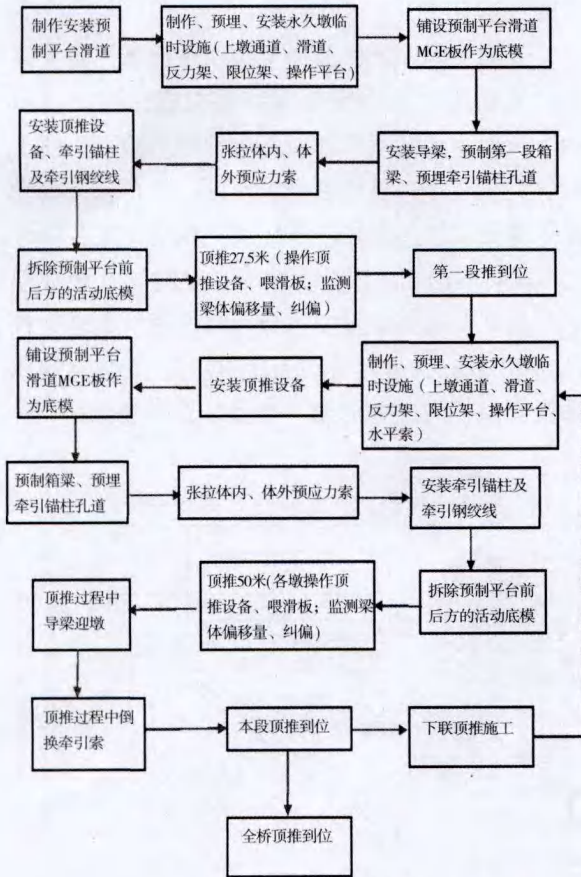 制作安装预
制平台滑道
制作、预埋、安装永久墩临
时设施(上墩通道、滑道、
反力架、限位架、操作平台)
铺设预制平台滑道
MGE板作为底模
安装顶推设
备、牵引锚柱
及牵引钢绞线
张拉体内、体
外预应力索
安装导梁，预制第一段箱
梁、预埋牵引锚柱孔道
拆除预制平台前
后方的活动底模
顶推27.5米（操作顶
推设备、喂滑板；监测
梁体偏移量、纠偏）
第一段推到位
铺设预制平台
滑道MGE板作
为底模
安装顶推设备
制作、预埋、安装永久墩临
时设施（上墩通道、滑道、
反力架、限位架、操作平台、
水平索）
预制箱梁、预埋
牵引锚柱孔道
张拉体内、体外预应力索
安装牵引锚柱及
牵引钢绞线
顶推过程中
导梁迎墩
顶推50米(各墩操作顶
推设备、喂滑板；监测梁
体偏移量、纠偏)
拆除预制平台前
后方的活动底模
顶推过程中倒
换牵引索
本段顶推到位
下联顶推施工
全桥顶推到位